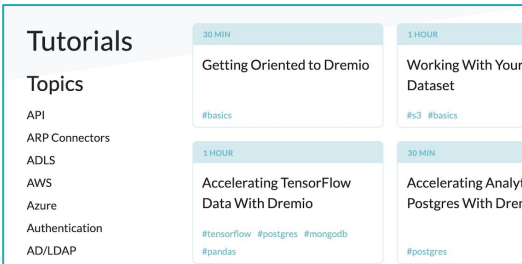 Tutorials
Topics
API
ARP Connectors
ADLS
AWS
Azure
Authentication
AD/LDAP
30 MIN
Getting Oriented to Dremio
#basics
1 HOUR
Working With Your
Dataset
#s3 #basics
1 HOUR
Accelerating TensorFlow
Data With Dremio
#tensorflow #postgres #mongodb
#pandas
30 MIN
Accelerating
Postgres With
#postgres